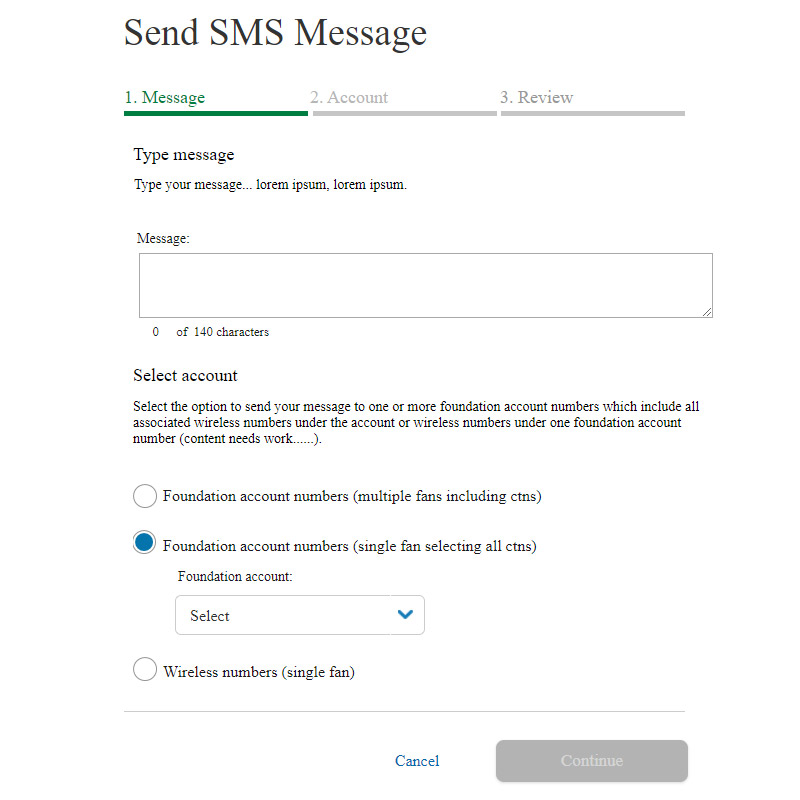 Send SMS Message
1. Message 2. Account 3. Review
Type message
Type your message... lorem ipsum, lorem ipsum.
Message:
0 of 140 characters
Select account
Select the option to send your message to one or more foundation account numbers which include all
associated wireless numbers under the account or wireless numbers under one foundation account
number (content needs work......).
Foundation account numbers (multiple fans including ctns)
Foundation account numbers (single fan selecting all ctns)
Foundation account:
Select
Wireless numbers (single fan)
Cancel Continue